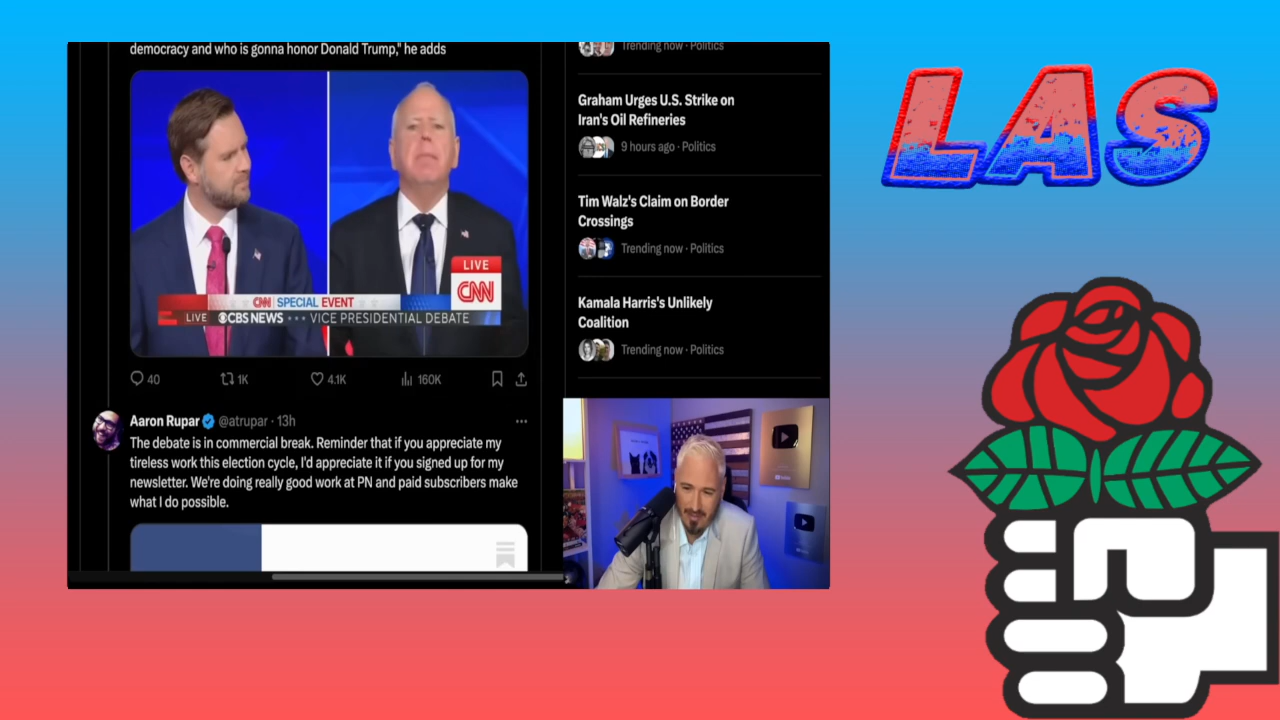 democracy and who is gonna honor Donald Trump," he adds
LIVE
CNN
CNN SPECIAL EVENT
LIVE CBS NEWS ••• VICE PRESIDENTIAL DEBATE
40 1K 4.1K 160K
Aaron Rupar @atrupar · 13h
The debate is in commercial break. Reminder that if you appreciate my
tireless work this election cycle, I'd appreciate it if you signed up for my
newsletter. We're doing really good work at PN and paid subscribers make
what I do possible.
Trending now · Politics
Graham Urges U.S. Strike on
Iran's Oil Refineries
9 hours ago · Politics
Tim Walz's Claim on Border
Crossings
Trending now · Politics
Kamala Harris's Unlikely
Coalition
Trending now · Politics
LAS